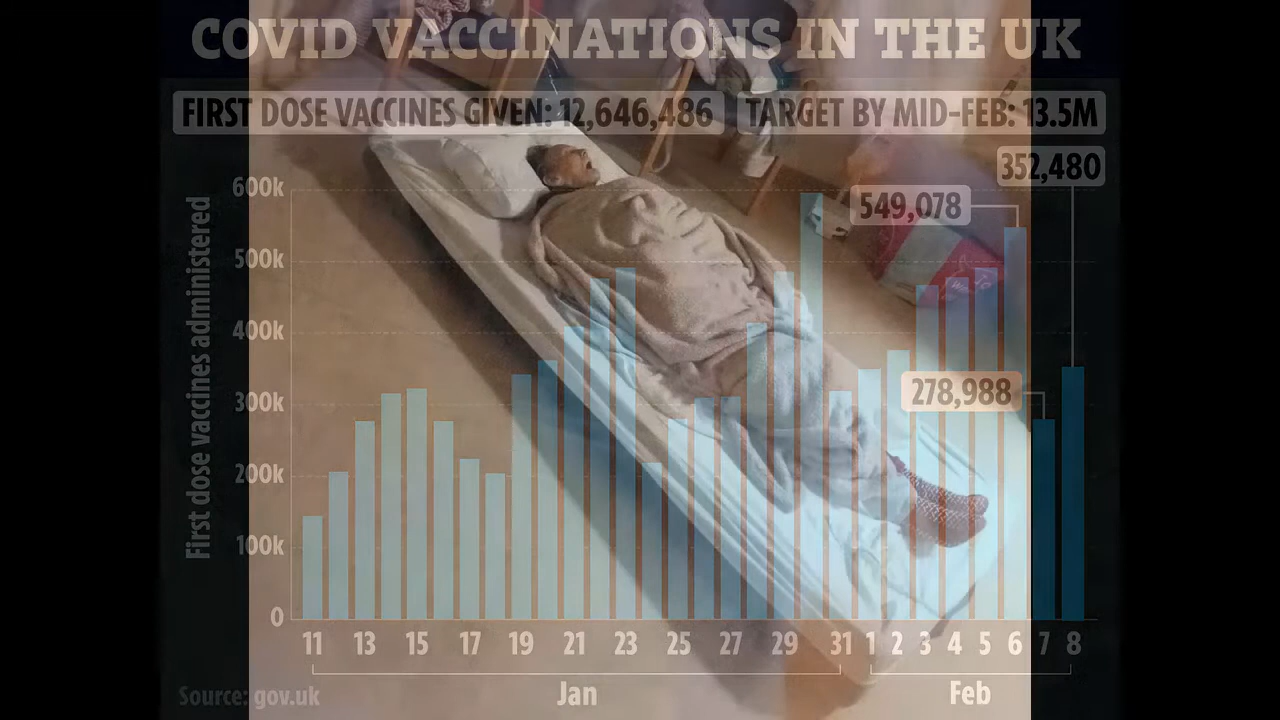 COVID VACCINATIONS IN THE UK
FIRST DOSE VACCINES GIVEN: 12,646,486
TARGET BY MID-FEB: 13.5M
352,480
549,078
278,988
First dose vaccines administered
600k
500k
400k
300k
200k
100k
0
11 13 15 17 19 21 23 25 27 29 31 1 2 3 4 5 6 7 8
Jan Feb
Source: gov.uk